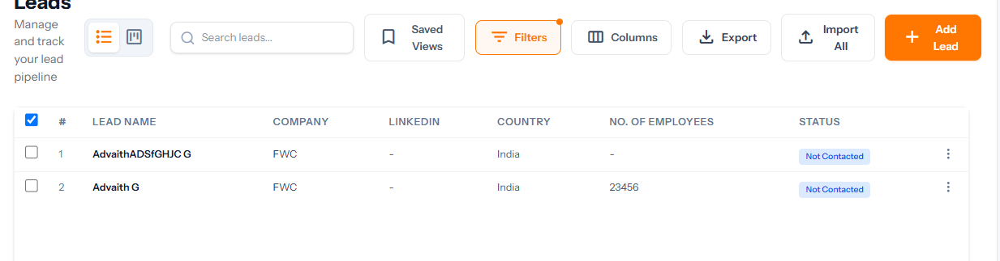 Leads
Manage
and track
your lead
pipeline
Search leads...
Saved
Views
Filters
Columns
Export
Import
All
Add
Lead
# LEAD NAME COMPANY LINKEDIN COUNTRY NO. OF EMPLOYEES STATUS
1 AdvaithADSfGHJC G FWC - India - Not Contacted
2 Advaith G FWC - India 23456 Not Contacted